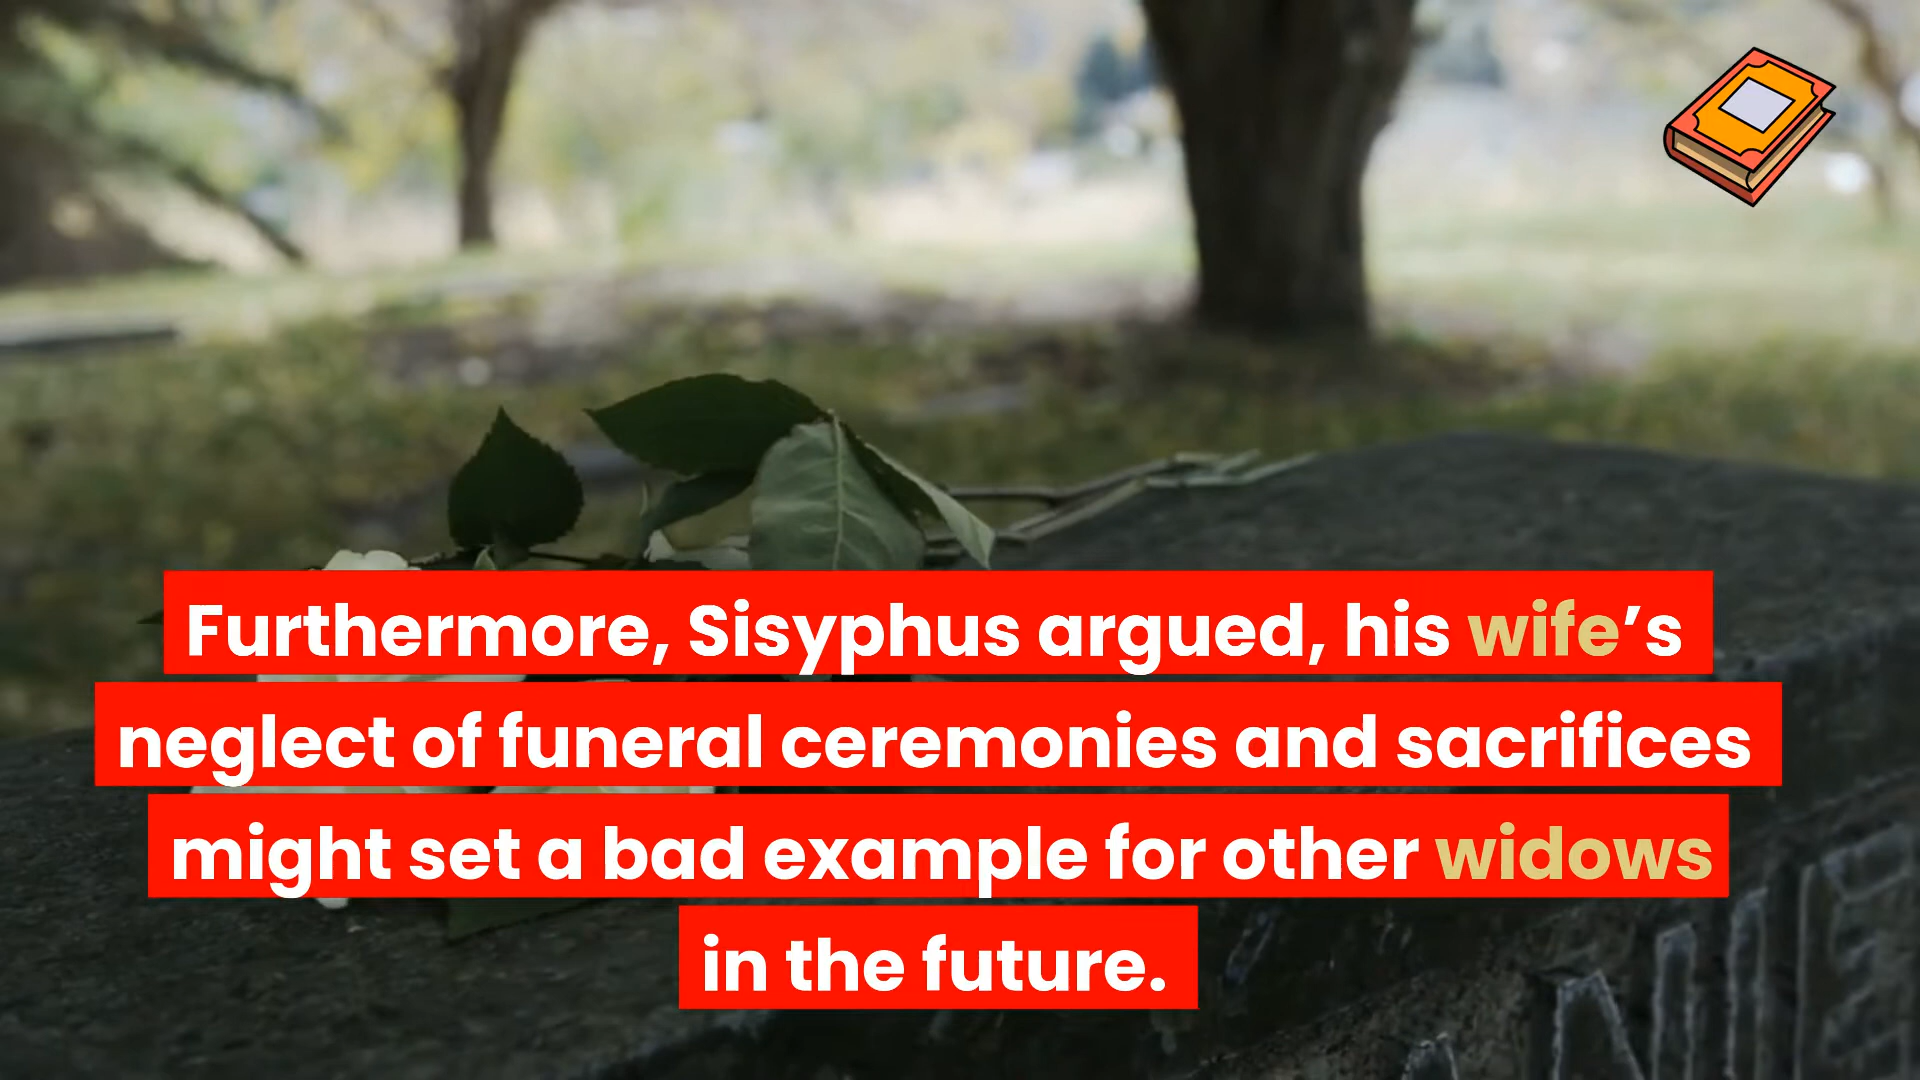 Furthermore, Sisyphus argued, his wife’s
neglect of funeral ceremonies and sacrifices
might set a bad example for other widows
in the future.